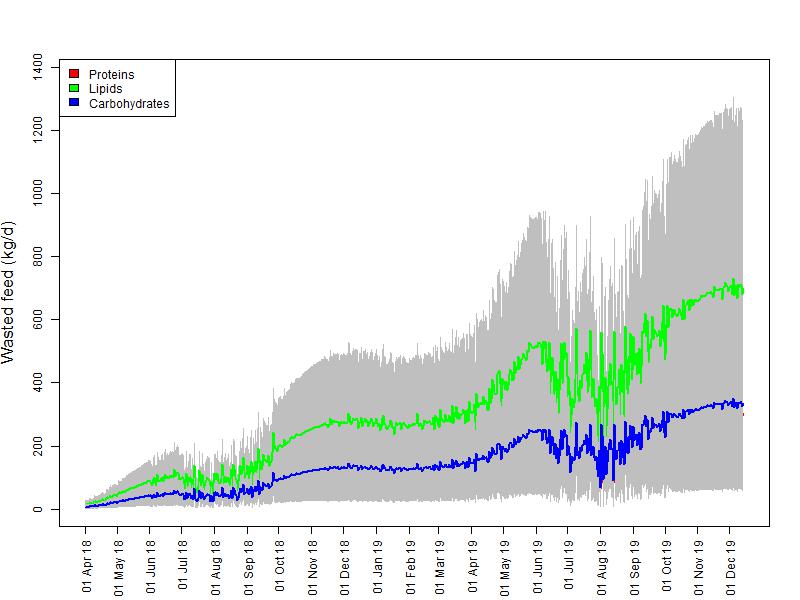 Proteins
Lipids
Carbohydrates
Wasted feed (kg/d)
1400
1200
1000
800
600
400
200
0
01 Apr 18
01 May 18
01 Jun 18
01 Jul 18
01 Aug 18
01 Sep 18
01 Oct 18
01 Nov 18
01 Dec 18
01 Jan 19
01 Feb 19
01 Mar 19
01 Apr 19
01 May 19
01 Jun 19
01 Jul 19
01 Aug 19
01 Sep 19
01 Oct 19
01 Nov 19
01 Dec 19